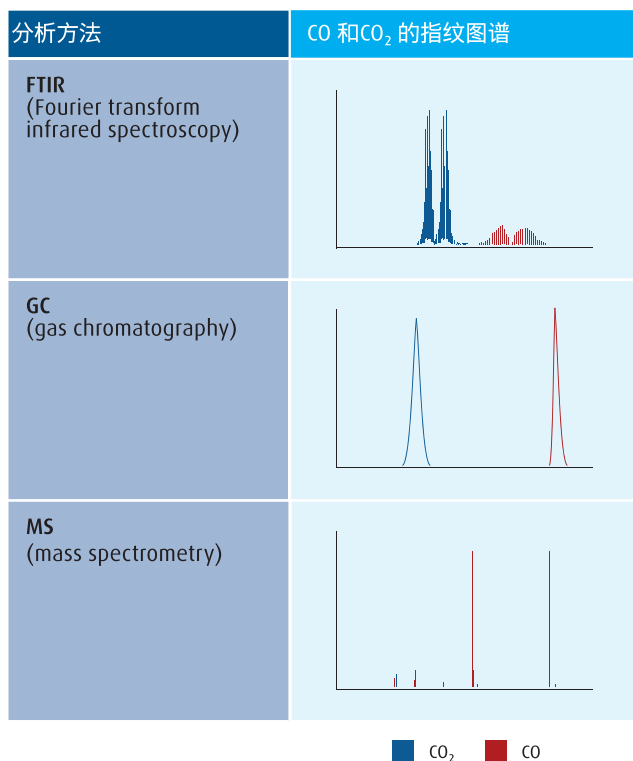 分析方法
CO 和CO₂ 的指纹图谱
FTIR
(Fourier transform
infrared spectroscopy)
GC
(gas chromatography)
MS
(mass spectrometry)
CO₂
CO